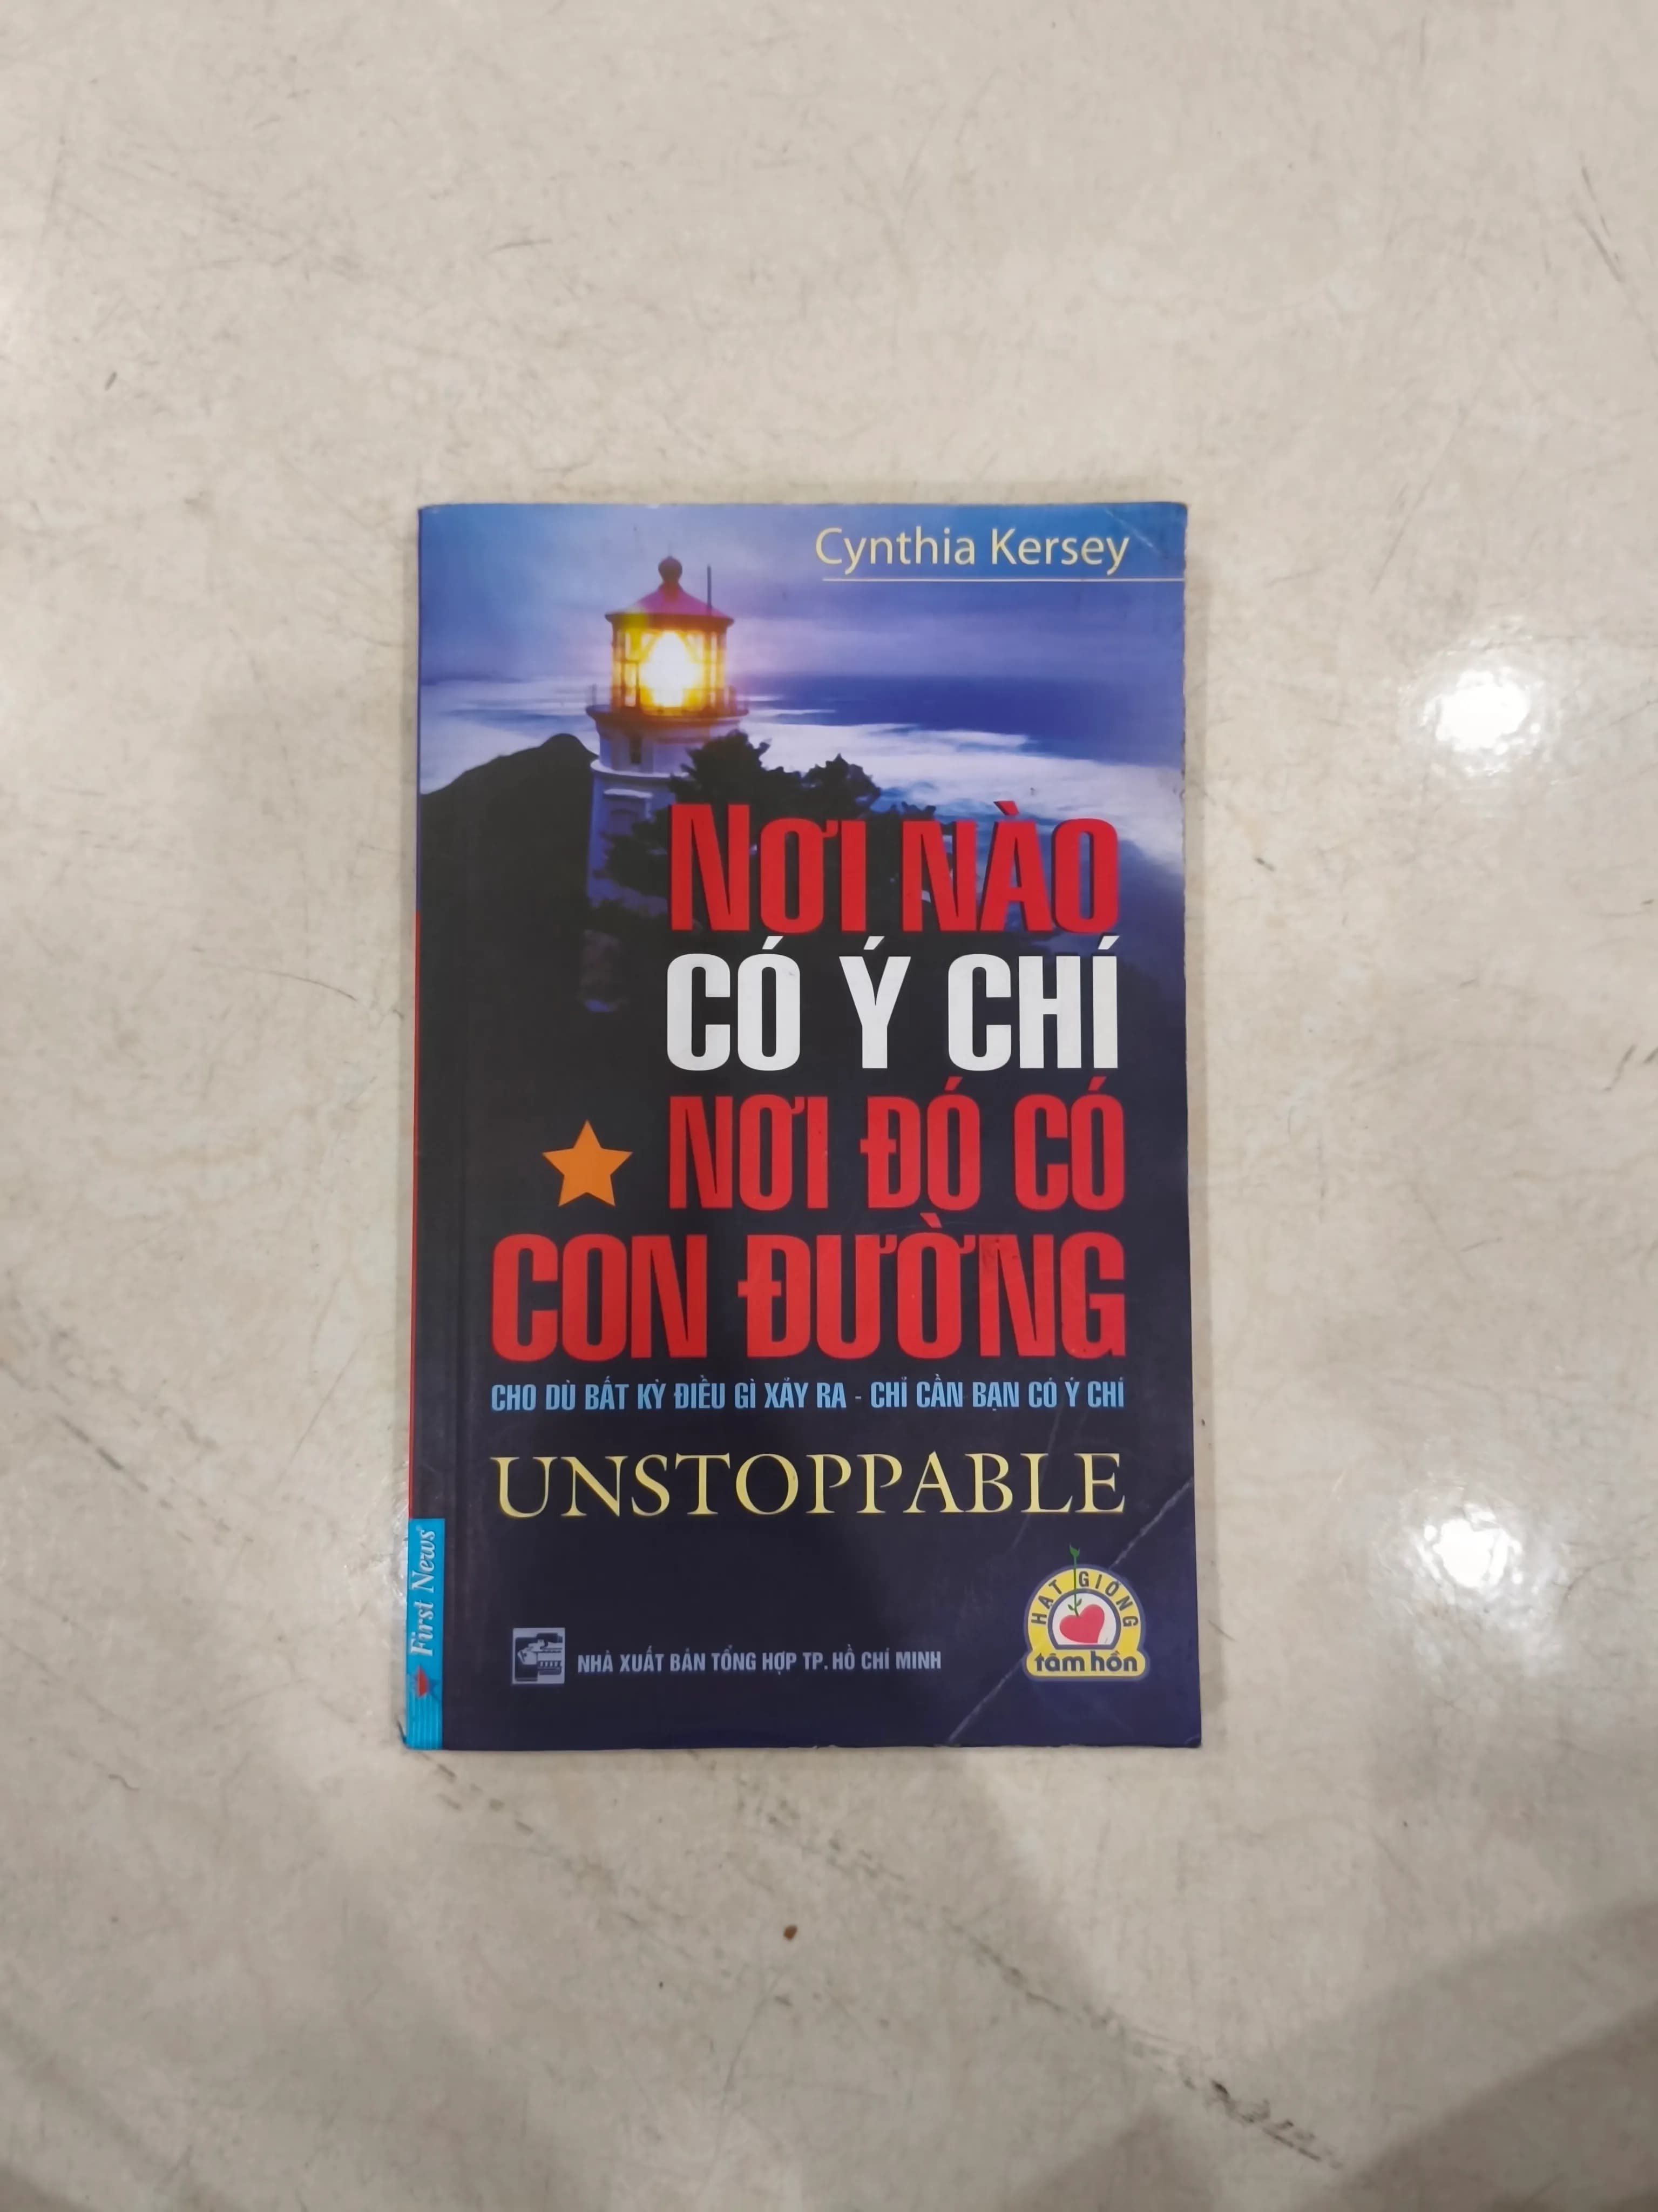 Cynthia Kersey
NƠI NÀO
CÓ Ý CHÍ
NƠI ĐÓ CÓ
CON ĐƯỜNG
CHO DÙ BẤT KỲ ĐIỀU GÌ XẢY RA - CHỈ CẦN BẠN CÓ Ý CHÍ
UNSTOPPABLE
First News
HẠT GIỐNG
tâm hồn
NHÀ XUẤT BẢN TỔNG HỢP TP. HỒ CHÍ MINH